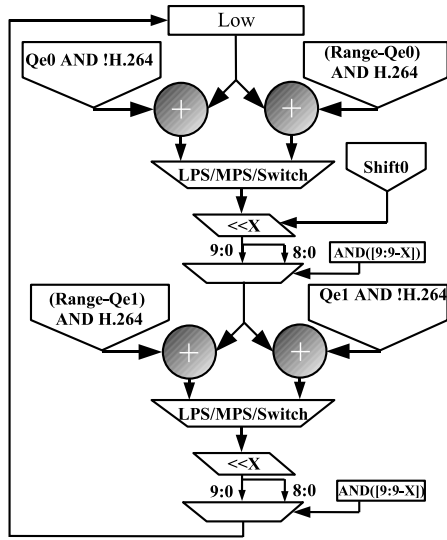 Low
Qe0 AND !H.264
(Range-Qe0)
AND H.264
+
+
LPS/MPS/Switch
Shift0
<<X
9:0
8:0
AND([9:9-X])
(Range-Qe1)
AND H.264
Qe1 AND !H.264
+
+
LPS/MPS/Switch
<<X
9:0
8:0
AND([9:9-X])